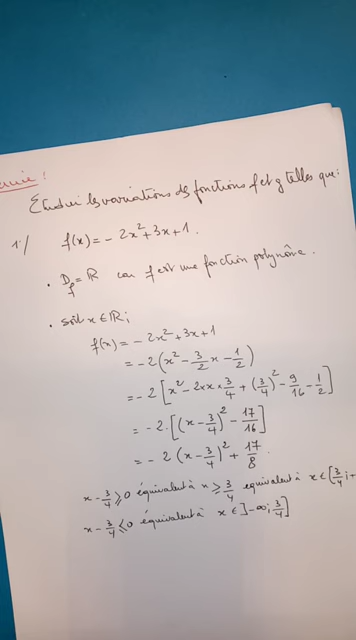 Etudier les variations des fonctions f et g telles que:
1°/ f(x) = - 2x² + 3x + 1.
• D_f = ℝ car f est une fonction polynôme.
• soit x ∈ ℝ;
f(x) = - 2x² + 3x + 1
= - 2 (x² - 3/2 x - 1/2)
= - 2 [x² - 2 × x × 3/4 + (3/4)² - 9/16 - 1/2]
= - 2 · [(x - 3/4)² - 17/16]
= - 2 (x - 3/4)² + 17/8.
x - 3/4 ⩾ 0 équivalent à x ⩾ 3/4 equivalent à x ∈ [3/4; +
x - 3/4 ⩽ 0 équivalent à x ∈ ]-∞; 3/4]